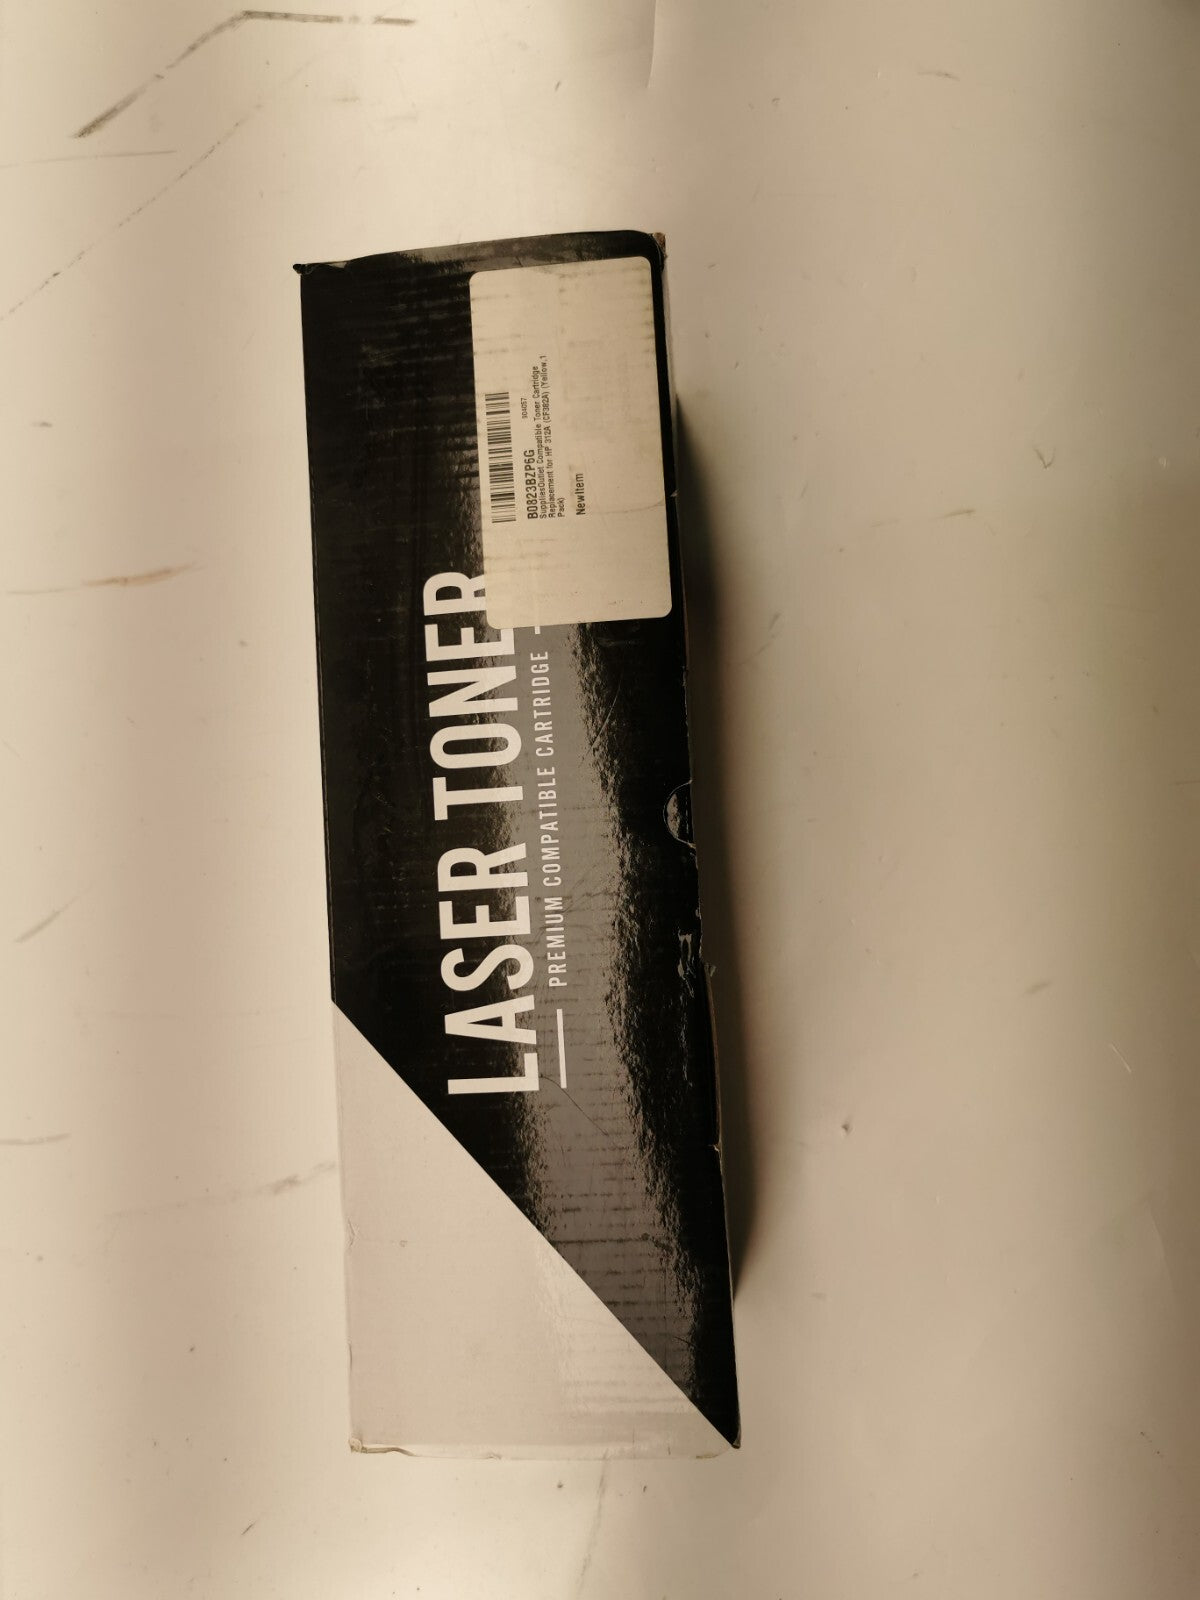 LASER TONER
PREMIUM COMPATIBLE CARTRIDGE
904057
B0823BZP6G
SuppliesOutlet Compatible Toner Cartridge
Replacement for HP 312A (CF382A) (Yellow,1
Pack)
NewItem